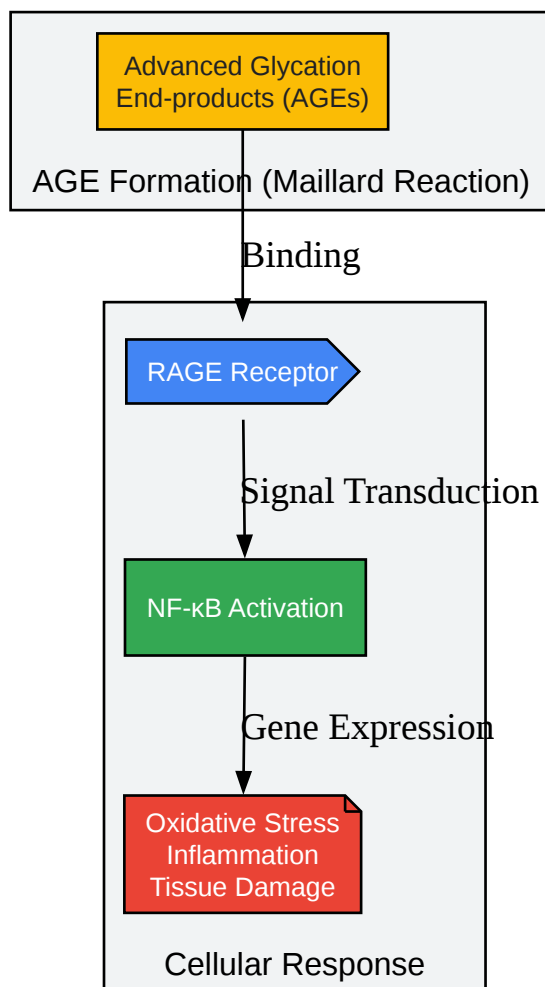 Advanced Glycation
End-products (AGEs)
AGE Formation (Maillard Reaction)
Binding
RAGE Receptor
Signal Transduction
NF-κB Activation
Gene Expression
Oxidative Stress
Inflammation
Tissue Damage
Cellular Response